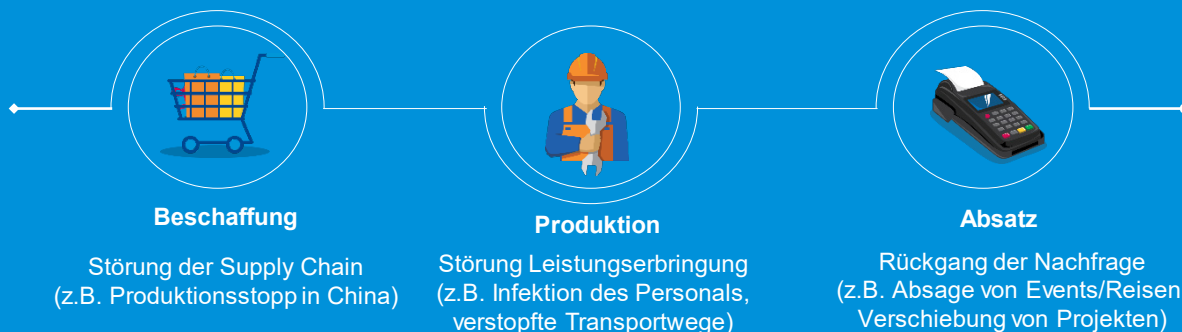 Beschaffung
Störung der Supply Chain
(z.B. Produktionsstopp in China)
Produktion
Störung Leistungserbringung
(z.B. Infektion des Personals,
verstopfte Transportwege)
Absatz
Rückgang der Nachfrage
(z.B. Absage von Events/Reisen
Verschiebung von Projekten)